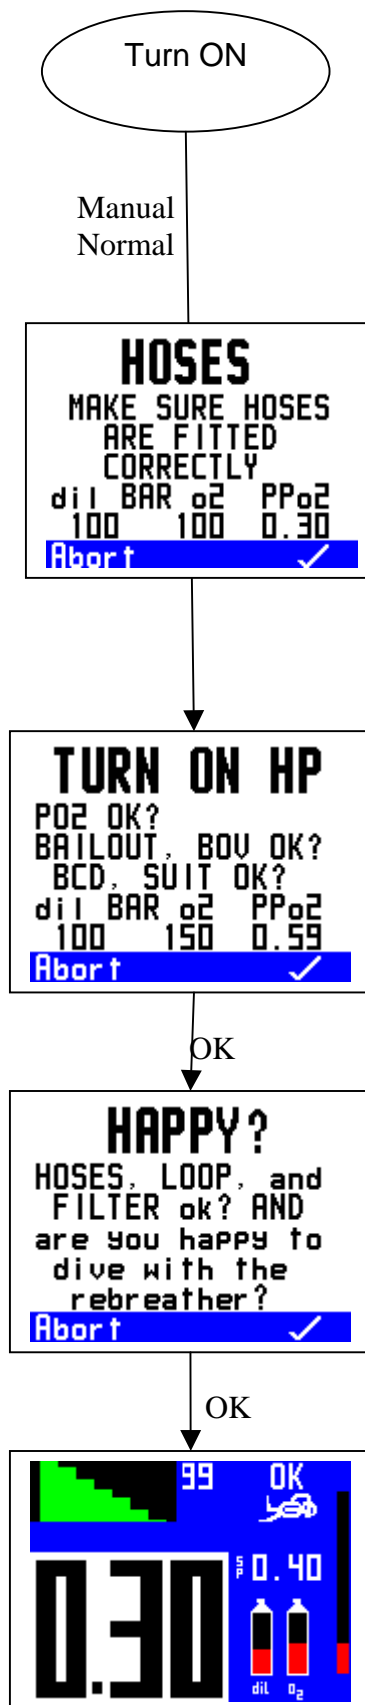 Turn ON
Manual
Normal
HOSES
MAKE SURE HOSES
ARE FITTED
CORRECTLY
dil BAR o2 PPo2
100 100 0.30
Abort ✓
TURN ON HP
PO2 OK?
BAILOUT, BOV OK?
BCD, SUIT OK?
dil BAR o2 PPo2
100 150 0.59
Abort ✓
OK
HAPPY?
HOSES, LOOP, and
FILTER ok? AND
are you happy to
dive with the
rebreather?
Abort ✓
OK
99 OK
SP 0.40
0.30
dil O2